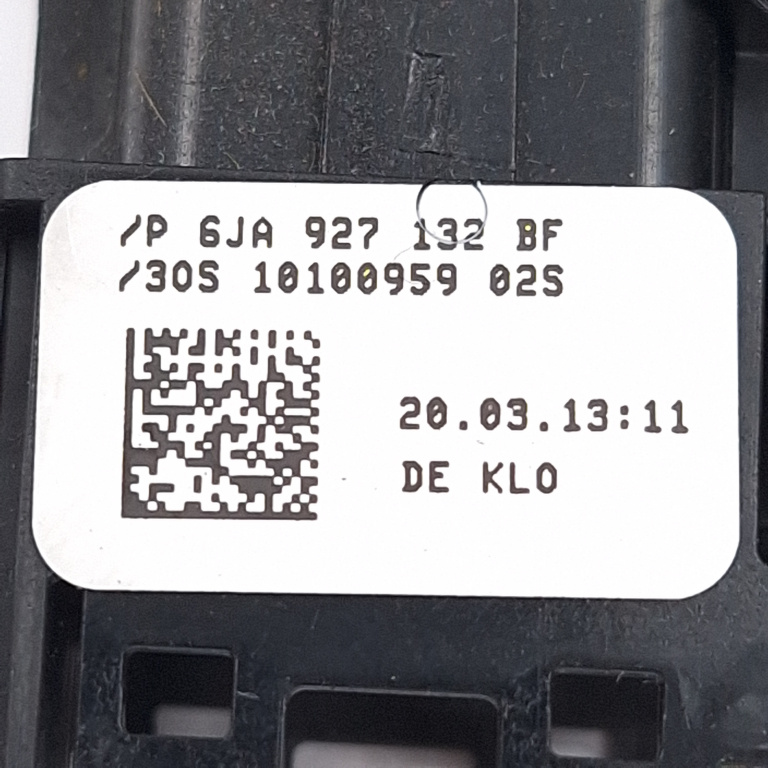 /P 6JA 927 132 BF
/30S 10100959 02S
20.03.13:11
DE KLO